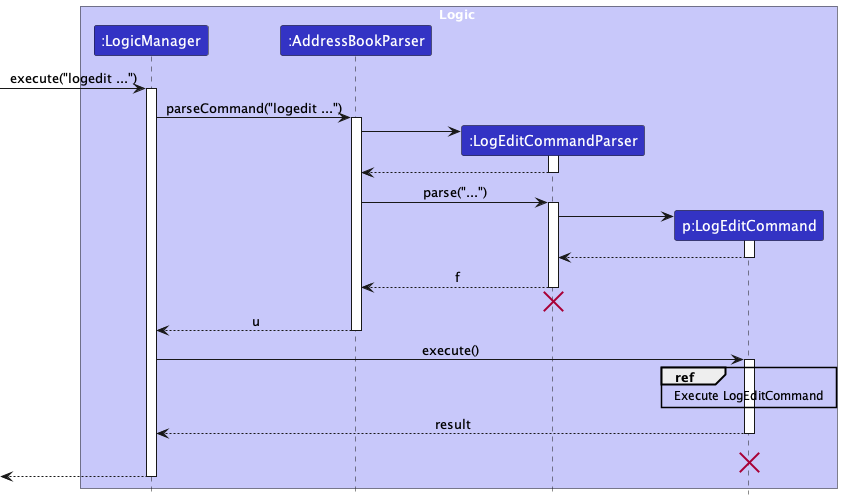 Logic
:LogicManager
:AddressBookParser
execute("logedit ...")
parseCommand("logedit ...")
:LogEditCommandParser
parse("...")
p:LogEditCommand
f
u
execute()
ref
Execute LogEditCommand
result